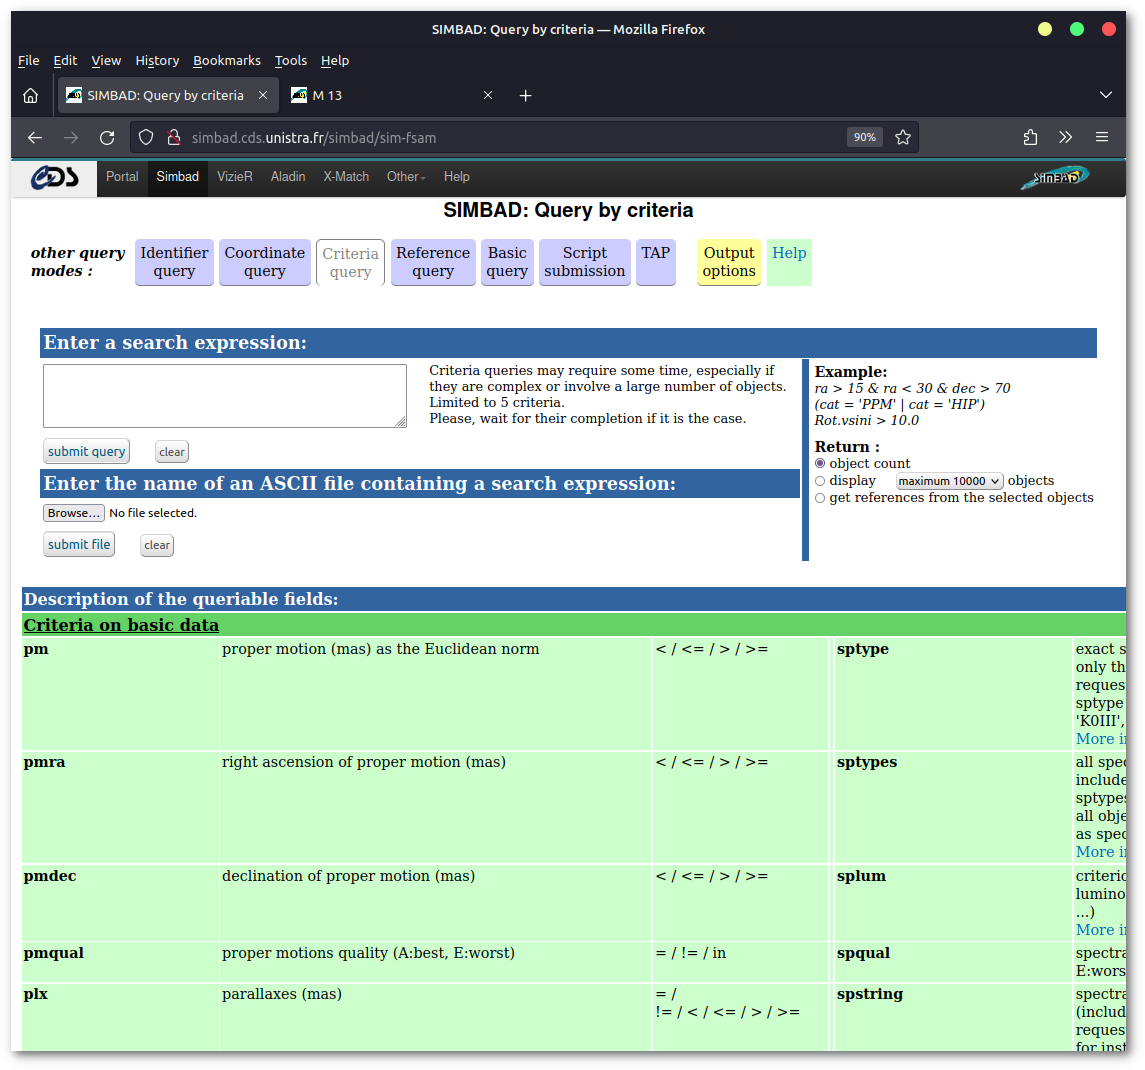 SIMBAD: Query by criteria — Mozilla Firefox
File Edit View History Bookmarks Tools Help
SIMBAD: Query by criteria M 13
simbad.cds.unistra.fr/simbad/sim-fsam 90%
CDS Portal Simbad VizieR Aladin X-Match Other Help SIMBAD
SIMBAD: Query by criteria
other query modes :
Identifier query
Coordinate query
Criteria query
Reference query
Basic query
Script submission
TAP
Output options
Help
Enter a search expression:
Criteria queries may require some time, especially if
they are complex or involve a large number of objects.
Limited to 5 criteria.
Please, wait for their completion if it is the case.
submit query clear
Example:
ra > 15 & ra < 30 & dec > 70
(cat = 'PPM' | cat = 'HIP')
Rot.vsini > 10.0
Return :
object count
display maximum 10000 objects
get references from the selected objects
Enter the name of an ASCII file containing a search expression:
Browse... No file selected.
submit file clear
Description of the queriable fields:
Criteria on basic data
pm proper motion (mas) as the Euclidean norm < / <= / > / >= sptype exact s
only th
reques
sptype
'K0III',
More i
pmra right ascension of proper motion (mas) < / <= / > / >= sptypes all spec
include
sptypes
all obje
as spec
More i
pmdec declination of proper motion (mas) < / <= / > / >= splum criteric
lumino
...)
More i
pmqual proper motions quality (A:best, E:worst) = / != / in spqual spectra
E:wors
plx parallaxes (mas) = / spstring spectra
!= / < / <= / > / >= (includ
reques
for inst